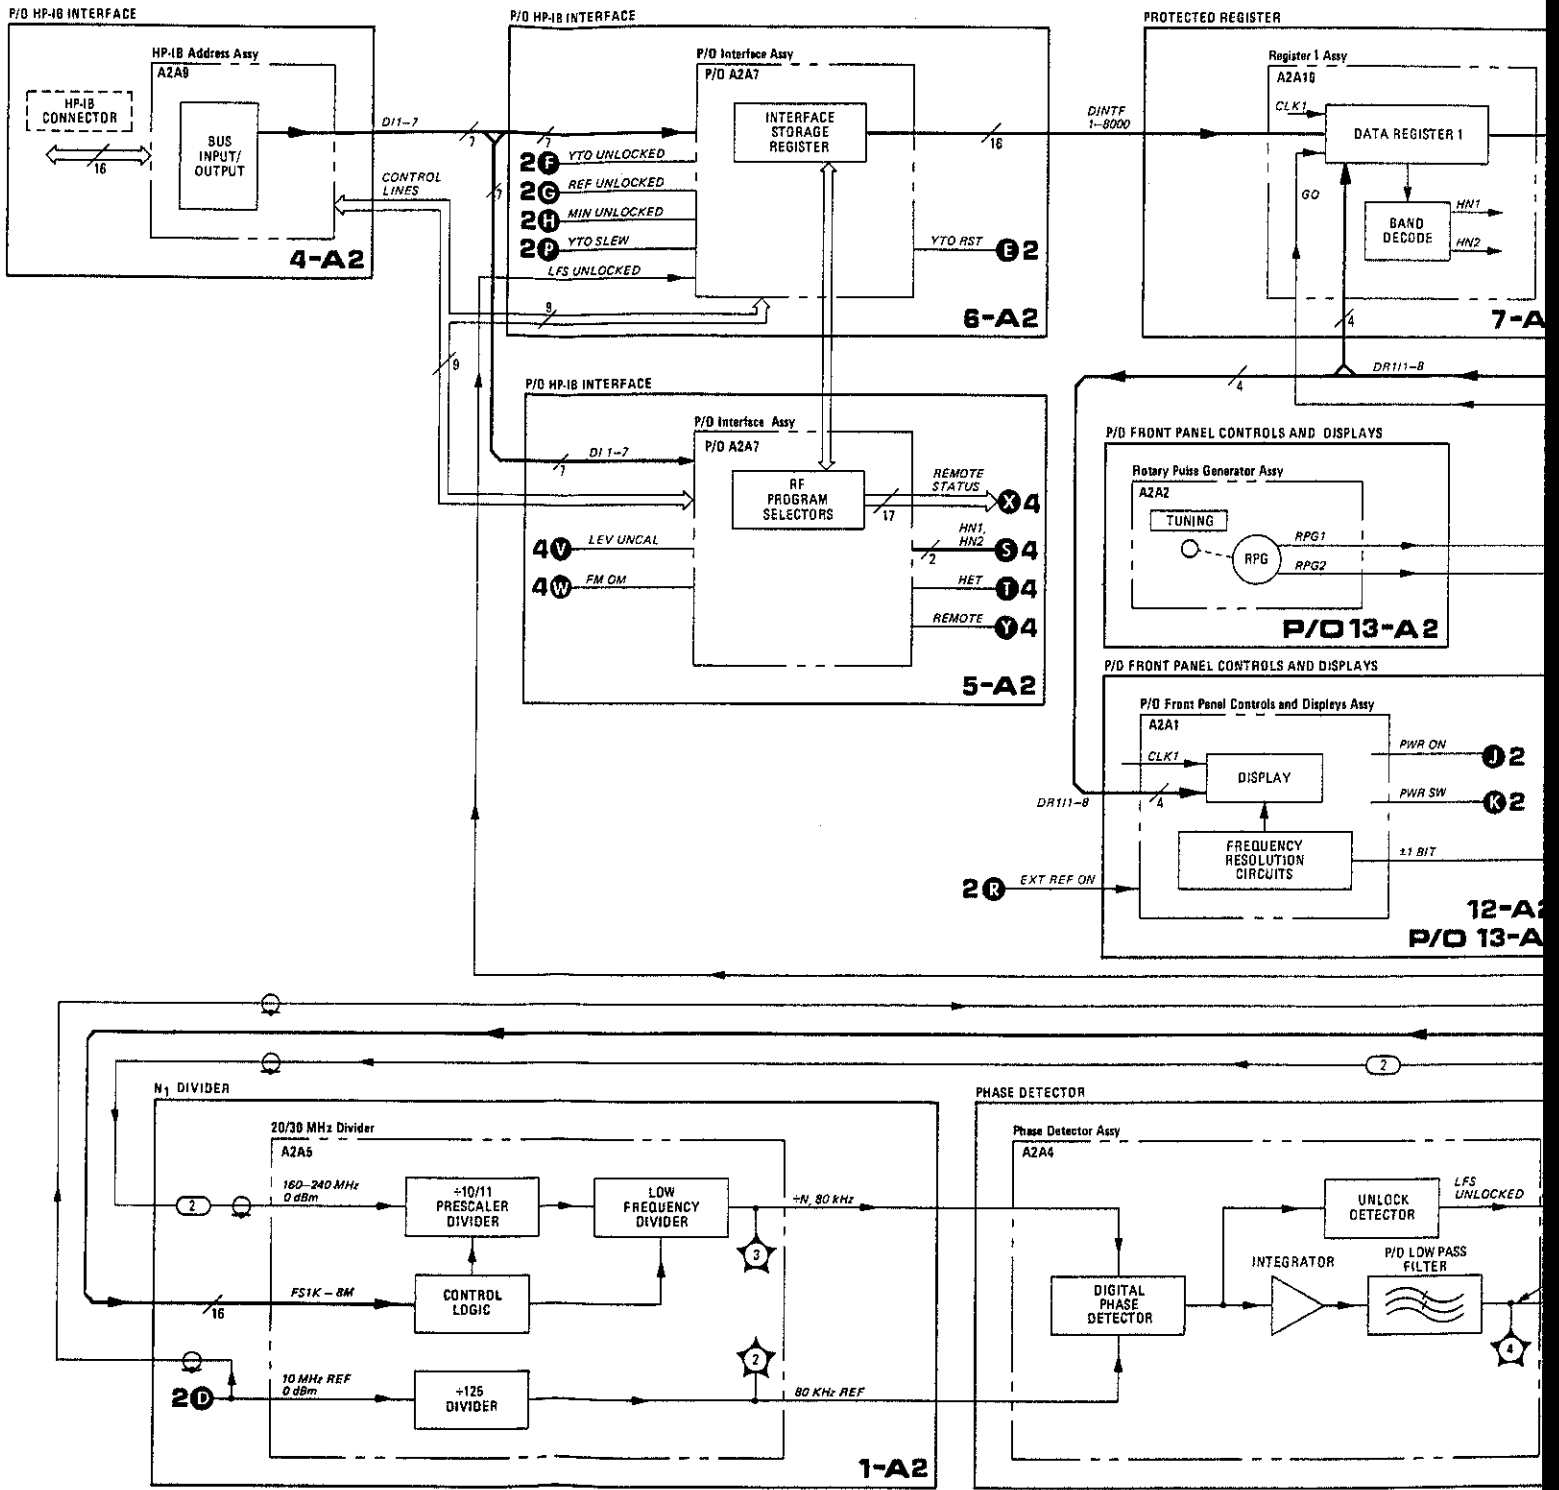 P/O HP-IB INTERFACE
HP-IB Address Assy
A2A9
HP-IB
CONNECTOR
16
BUS
INPUT/
OUTPUT
DI1-7
7
CONTROL
LINES
4-A2
P/O HP-IB INTERFACE
P/O Interface Assy
P/O A2A7
7
7
INTERFACE
STORAGE
REGISTER
2F YTO UNLOCKED
2G REF UNLOCKED
2H MIN UNLOCKED
2P YTO SLEW
LFS UNLOCKED
YTO RST
E2
9
9
6-A2
16
DINTF
1-8000
PROTECTED REGISTER
Register 1 Assy
A2A10
CLK1
DATA REGISTER 1
GO
BAND
DECODE
HN1
HN2
4
7-A
DR1/1-8
4
P/O HP-IB INTERFACE
P/O Interface Assy
P/O A2A7
DI 1-7
7
RF
PROGRAM
SELECTORS
REMOTE
STATUS
17
X4
4V LEV UNCAL
HN1,
HN2
2
S4
4W FM OM
HET
T4
REMOTE
Y4
5-A2
P/O FRONT PANEL CONTROLS AND DISPLAYS
Rotary Pulse Generator Assy
A2A2
TUNING
RPG
RPG1
RPG2
P/O 13-A2
P/O FRONT PANEL CONTROLS AND DISPLAYS
P/O Front Panel Controls and Displays Assy
A2A1
CLK1
DISPLAY
PWR ON
J2
DR1/1-8
4
PWR SW
K2
FREQUENCY
RESOLUTION
CIRCUITS
±1 BIT
2R EXT REF ON
12-A2
P/O 13-A
2
N1 DIVIDER
20/30 MHz Divider
A2A5
2
160-240 MHz
0 dBm
÷10/11
PRESCALER
DIVIDER
LOW
FREQUENCY
DIVIDER
÷N, 80 kHz
3
FS1K - 8M
16
CONTROL
LOGIC
2
2D
10 MHz REF
0 dBm
÷125
DIVIDER
80 KHz REF
1-A2
PHASE DETECTOR
Phase Detector Assy
A2A4
UNLOCK
DETECTOR
LFS
UNLOCKED
DIGITAL
PHASE
DETECTOR
INTEGRATOR
P/O LOW PASS
FILTER
4